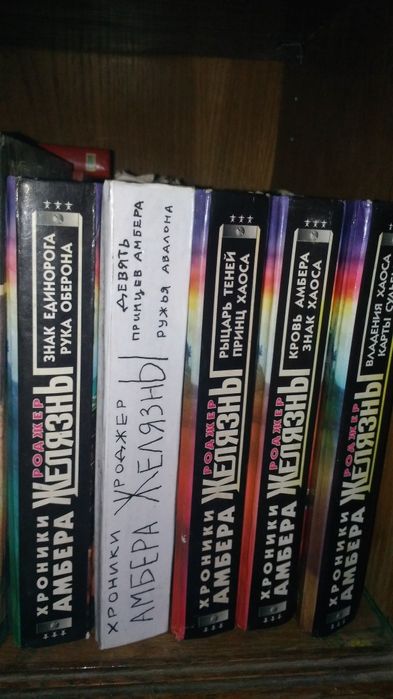 ХРОНИКИ
АМБЕРА
РОДЖЕР
ЖЕЛЯЗНЫ
ЗНАК ЕДИНОРОГА
РУКА ОБЕРОНА
ХРОНИКИ
АМБЕРА
РОДЖЕР
ЖЕЛЯЗНЫ
ДЕВЯТЬ
ПРИНЦЕВ АМБЕРА
РУЖЬЯ АВАЛОНА
ХРОНИКИ
АМБЕРА
РОДЖЕР
ЖЕЛЯЗНЫ
РЫЦАРЬ ТЕНЕЙ
ПРИНЦ ХАОСА
ХРОНИКИ
АМБЕРА
РОДЖЕР
ЖЕЛЯЗНЫ
КРОВЬ АМБЕРА
ЗНАК ХАОСА
ХРОНИКИ
АМБЕРА
РОДЖЕР
ЖЕЛЯЗНЫ
ВЛАДЕНИЯ ХАОСА
КАРТЫ